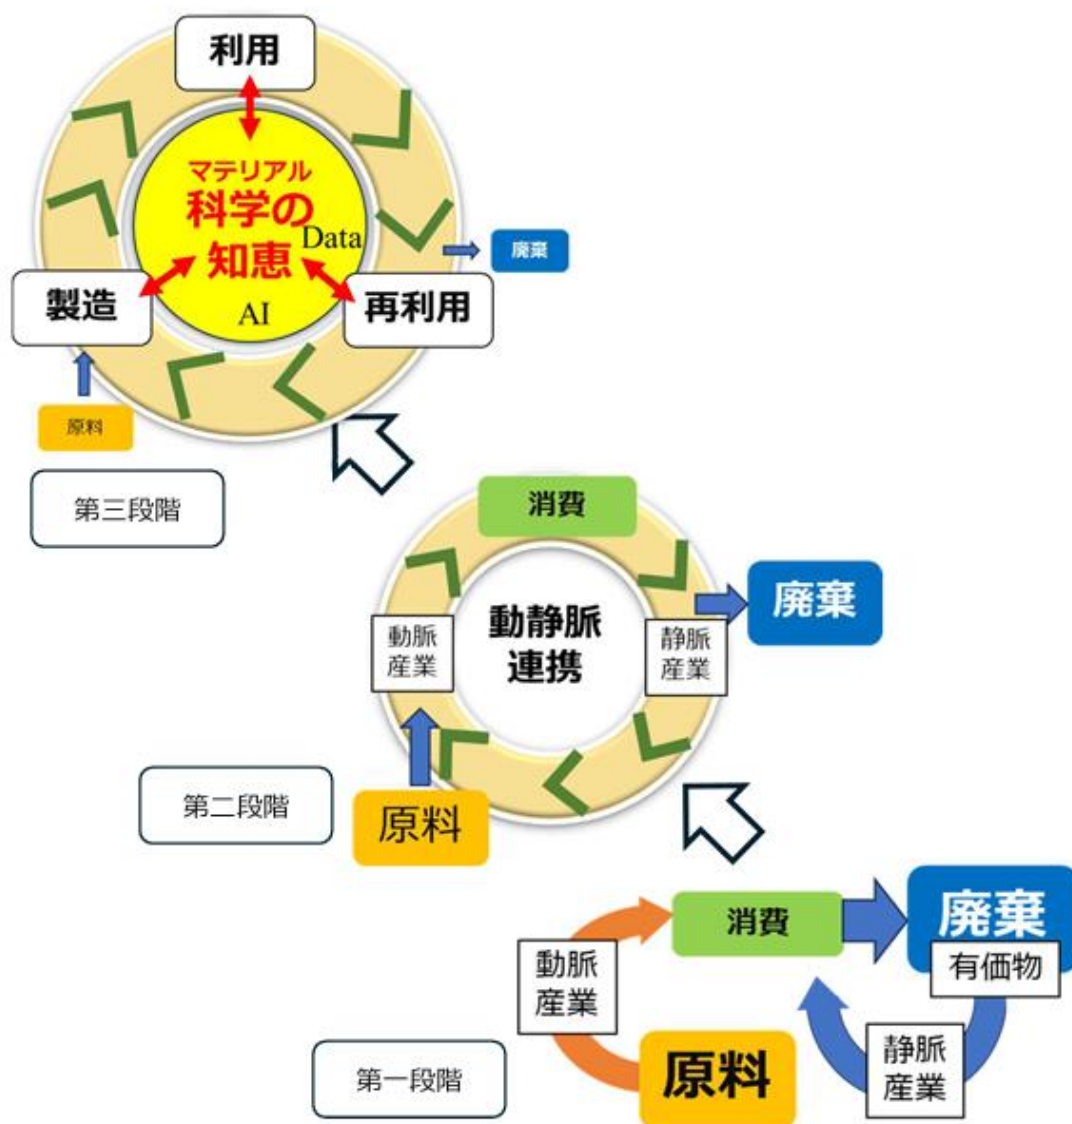 利用
マテリアル
科学の
知恵
Data
AI
廃棄
製造
再利用
原料
第三段階
消費
動脈
産業
動静脈
連携
静脈
産業
廃棄
第二段階
原料
消費
廃棄
有価物
動脈
産業
静脈
産業
原料
第一段階